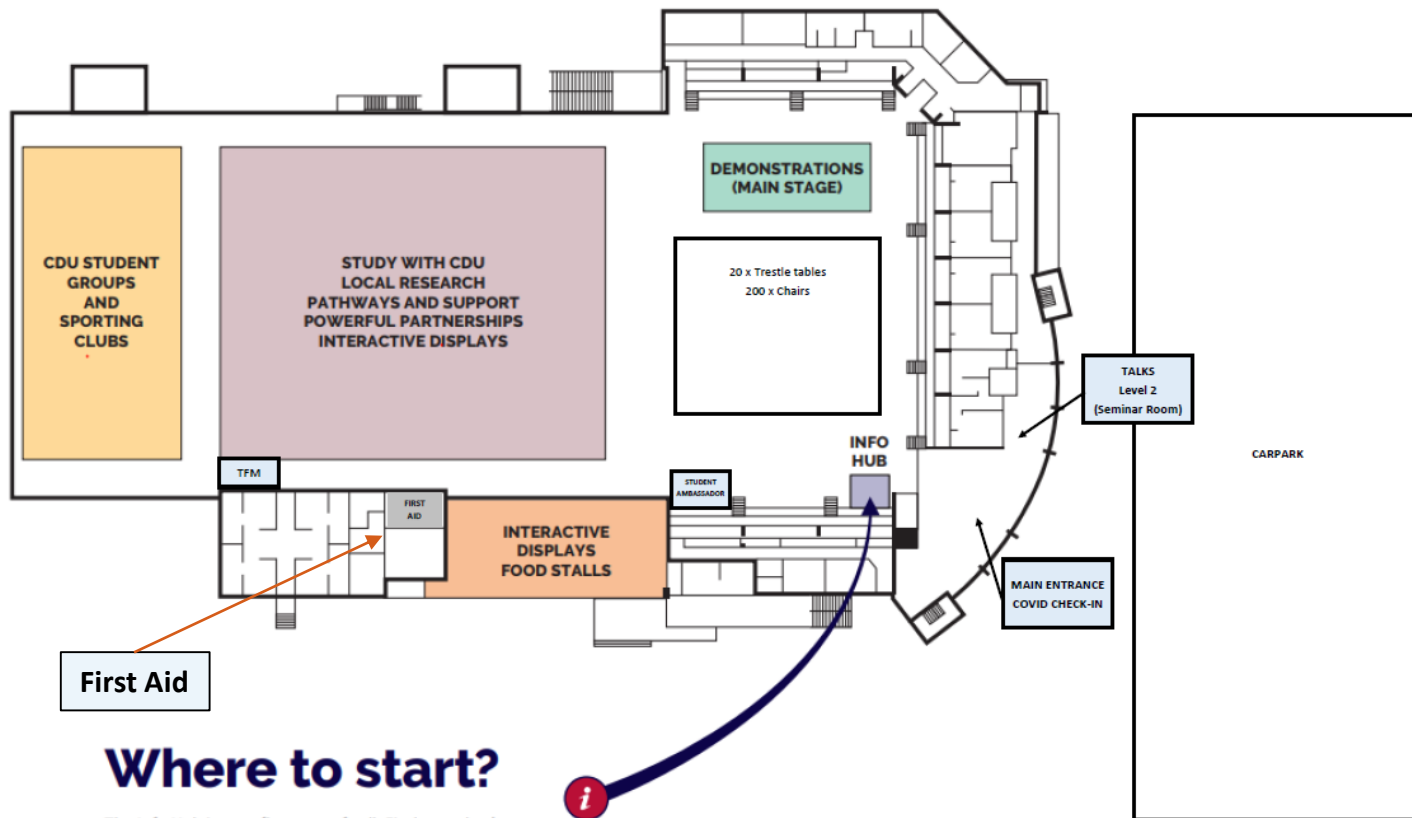 DEMONSTRATIONS
(MAIN STAGE)
CDU STUDENT
GROUPS
AND
SPORTING
CLUBS
STUDY WITH CDU
LOCAL RESEARCH
PATHWAYS AND SUPPORT
POWERFUL PARTNERSHIPS
INTERACTIVE DISPLAYS
20 x Trestle tables
200 x Chairs
TALKS
Level 2
(Seminar Room)
CARPARK
INFO
HUB
TFM
STUDENT
AMBASSADOR
FIRST
AID
INTERACTIVE
DISPLAYS
FOOD STALLS
MAIN ENTRANCE
COVID CHECK-IN
First Aid
Where to start?
i